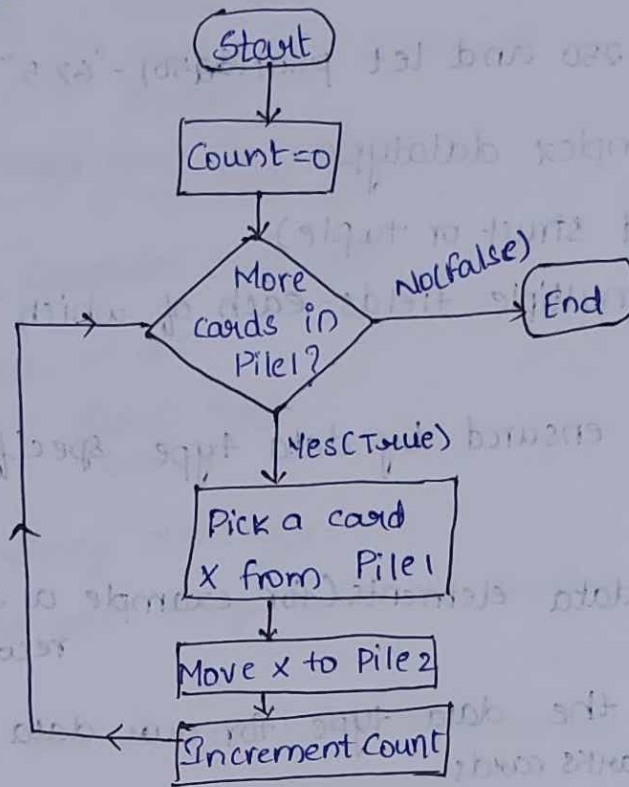 Start
Count=0
More
cards in
Pile1?
No(False)
End
Yes(True)
Pick a card
X from Pile1
Move X to Pile2
Increment Count